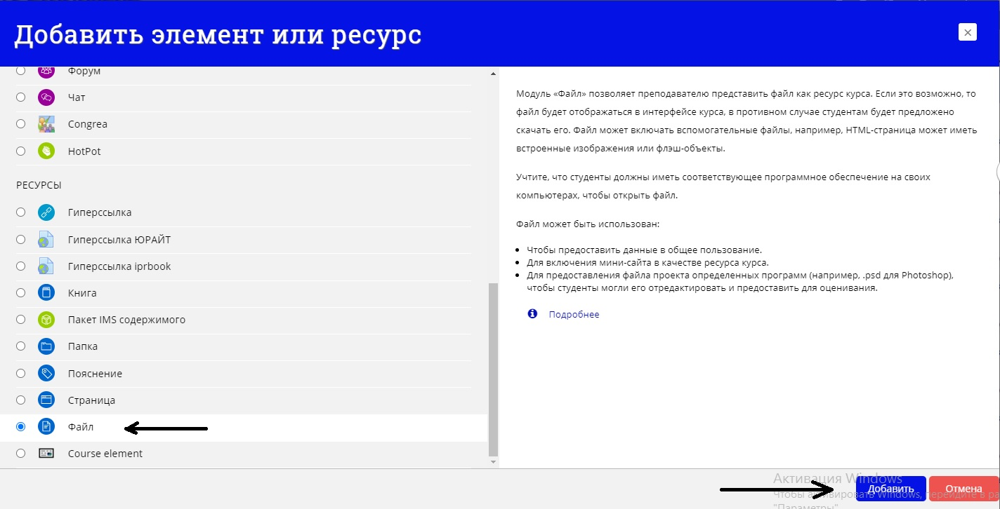 Добавить элемент или ресурс
Форум
Чат
Congrea
HotPot
РЕСУРСЫ
Гиперссылка
Гиперссылка ЮРАЙТ
Гиперссылка iprbook
Книга
Пакет IMS содержимого
Папка
Пояснение
Страница
Файл
Course element
Модуль «Файл» позволяет преподавателю представить файл как ресурс курса. Если это возможно, то
файл будет отображаться в интерфейсе курса, в противном случае студентам будет предложено
скачать его. Файл может включать вспомогательные файлы, например, HTML-страница может иметь
встроенные изображения или флэш-объекты.
Учтите, что студенты должны иметь соответствующее программное обеспечение на своих
компьютерах, чтобы открыть файл.
Файл может быть использован:
Чтобы предоставить данные в общее пользование.
Для включения мини-сайта в качестве ресурса курса.
Для предоставления файла проекта определенных программ (например, .psd для Photoshop),
чтобы студенты могли его отредактировать и предоставить для оценивания.
Подробнее
Активация Windows
Добавить
Отмена
Чтобы активировать Windows, перейдите в ра
"Параметры".